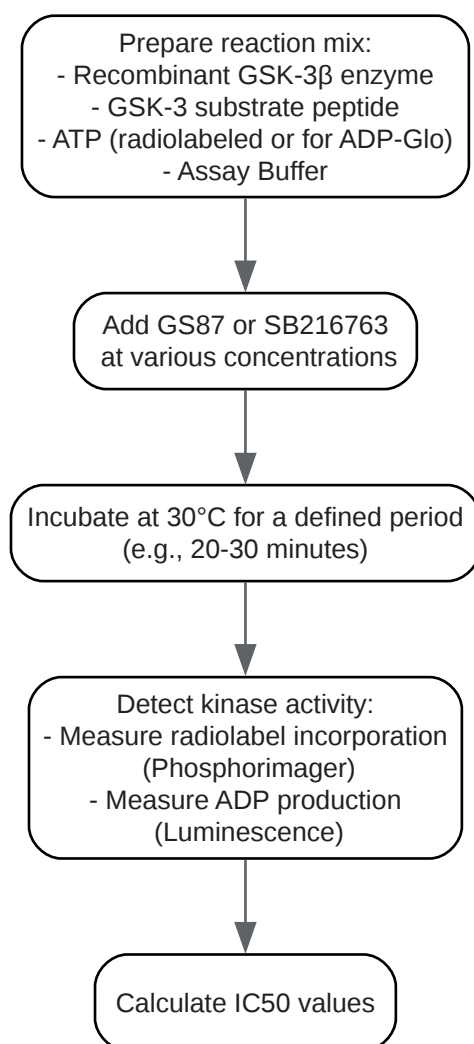 Prepare reaction mix:
- Recombinant GSK-3β enzyme
- GSK-3 substrate peptide
- ATP (radiolabeled or for ADP-Glo)
- Assay Buffer
Add GS87 or SB216763
at various concentrations
Incubate at 30°C for a defined period
(e.g., 20-30 minutes)
Detect kinase activity:
- Measure radiolabel incorporation
(Phosphorimager)
- Measure ADP production
(Luminescence)
Calculate IC50 values